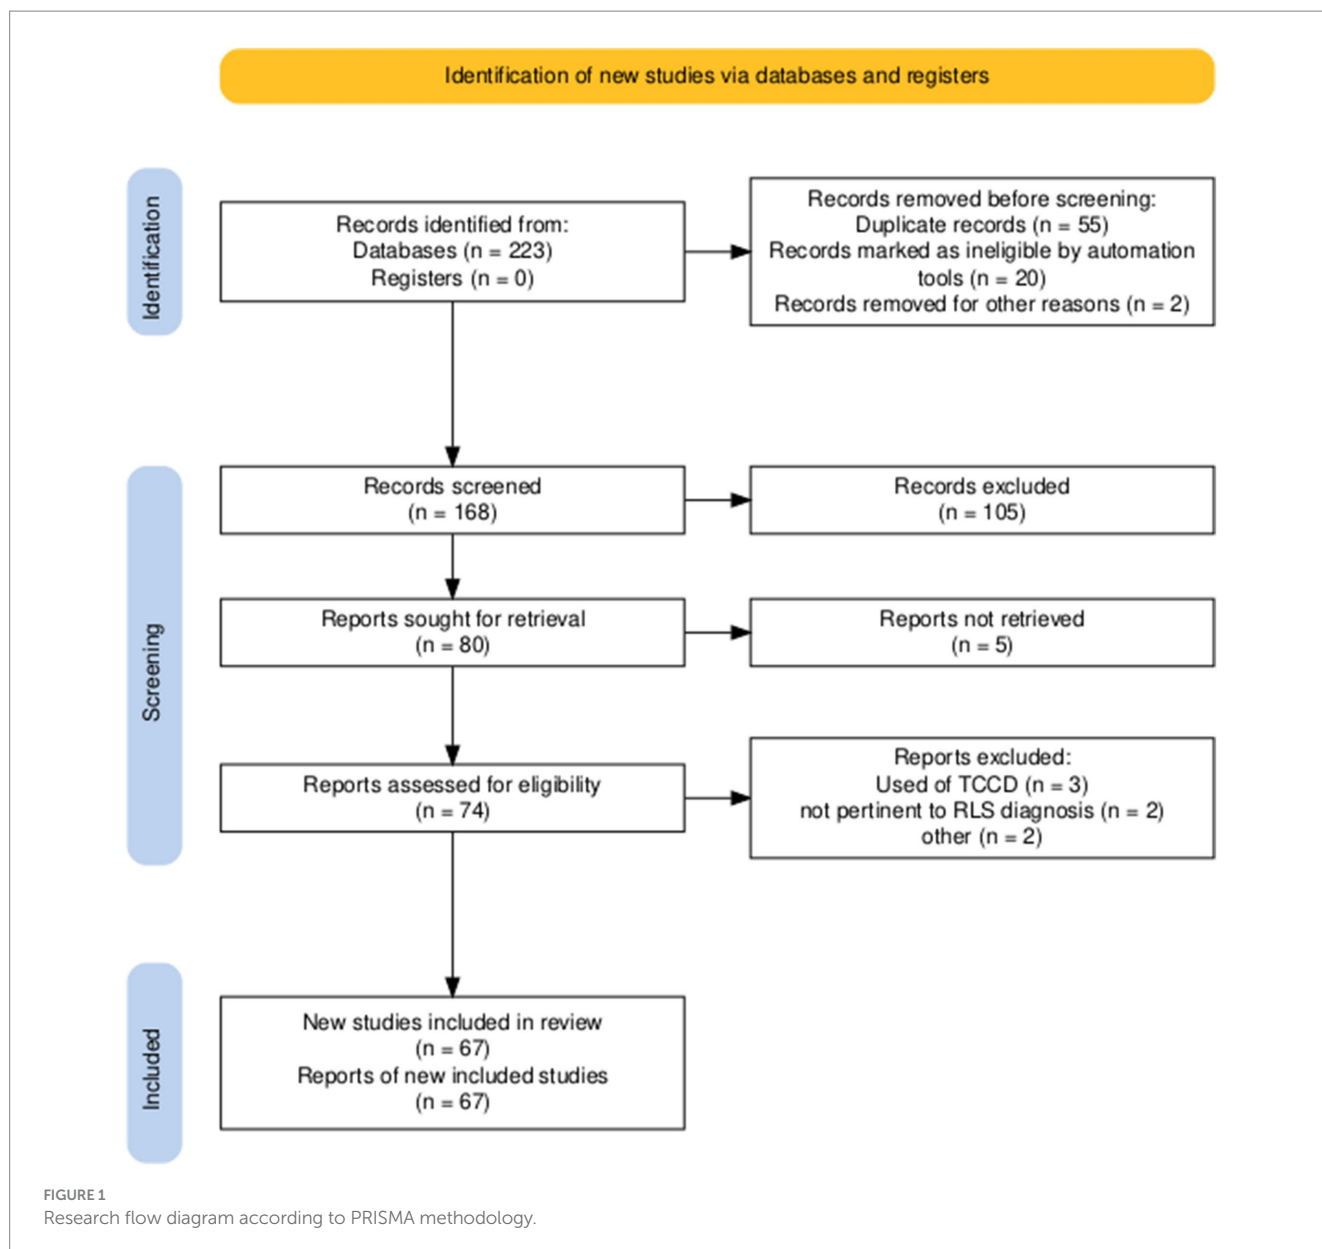 Identification of new studies via databases and registers
Identification
Records identified from:
Databases (n = 223)
Registers (n = 0)
Records removed before screening:
Duplicate records (n = 55)
Records marked as ineligible by automation
tools (n = 20)
Records removed for other reasons (n = 2)
Screening
Records screened
(n = 168)
Records excluded
(n = 105)
Reports sought for retrieval
(n = 80)
Reports not retrieved
(n = 5)
Reports assessed for eligibility
(n = 74)
Reports excluded:
Used of TCCD (n = 3)
not pertinent to RLS diagnosis (n = 2)
other (n = 2)
Included
New studies included in review
(n = 67)
Reports of new included studies
(n = 67)
FIGURE 1
Research flow diagram according to PRISMA methodology.